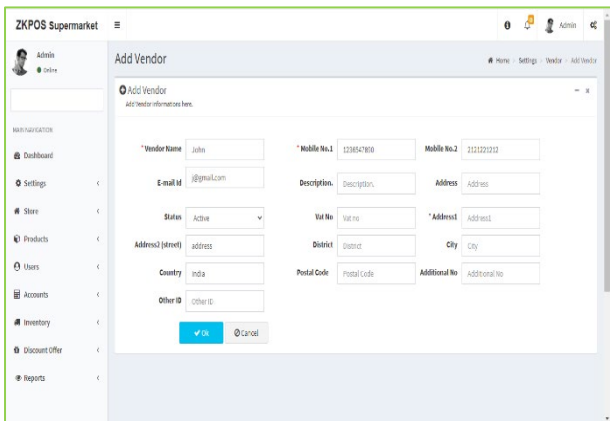 ZKPOS Supermarket
Admin
Admin
Online
Add Vendor
Home > Settings > Vendor > Add Vendor
Add Vendor
Add Vendor informations here.
MAIN NAVIGATION
Dashboard
Settings
Store
Products
Users
Accounts
Inventory
Discount Offer
Reports
* Vendor Name John
* Mobile No.1 1236547890
Mobile No.2 2121221212
E-mail Id j@gmail.com
Description. Description.
Address Address
Status Active
Vat No Vat no
* Address1 Address1
Address2 (street) address
District District
City City
Country India
Postal Code Postal Code
Additional No Additional No
Other ID Other ID
Ok
Cancel